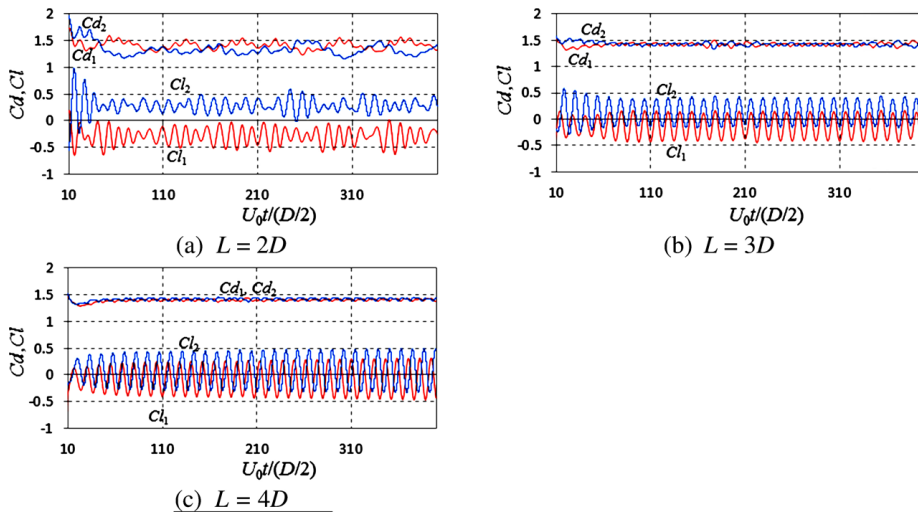 2
1.5
1
0.5
0
-0.5
-1
Cd, Cl
Cd₂
Cd₁
Cl₂
Cl₁
10 110 210 310
U₀t/(D/2)
(a) L = 2D
3
2.5
2
1.5
1
0.5
0
-0.5
-1
Cd, Cl
Cd₂
Cd₁
Cl₂
Cl₁
10 110 210 310
U₀t/(D/2)
(b) L = 3D
2
1.5
1
0.5
0
-0.5
-1
Cd, Cl
Cd₁, Cd₂
Cl₂
Cl₁
10 110 210 310
U₀t/(D/2)
(c) L = 4D